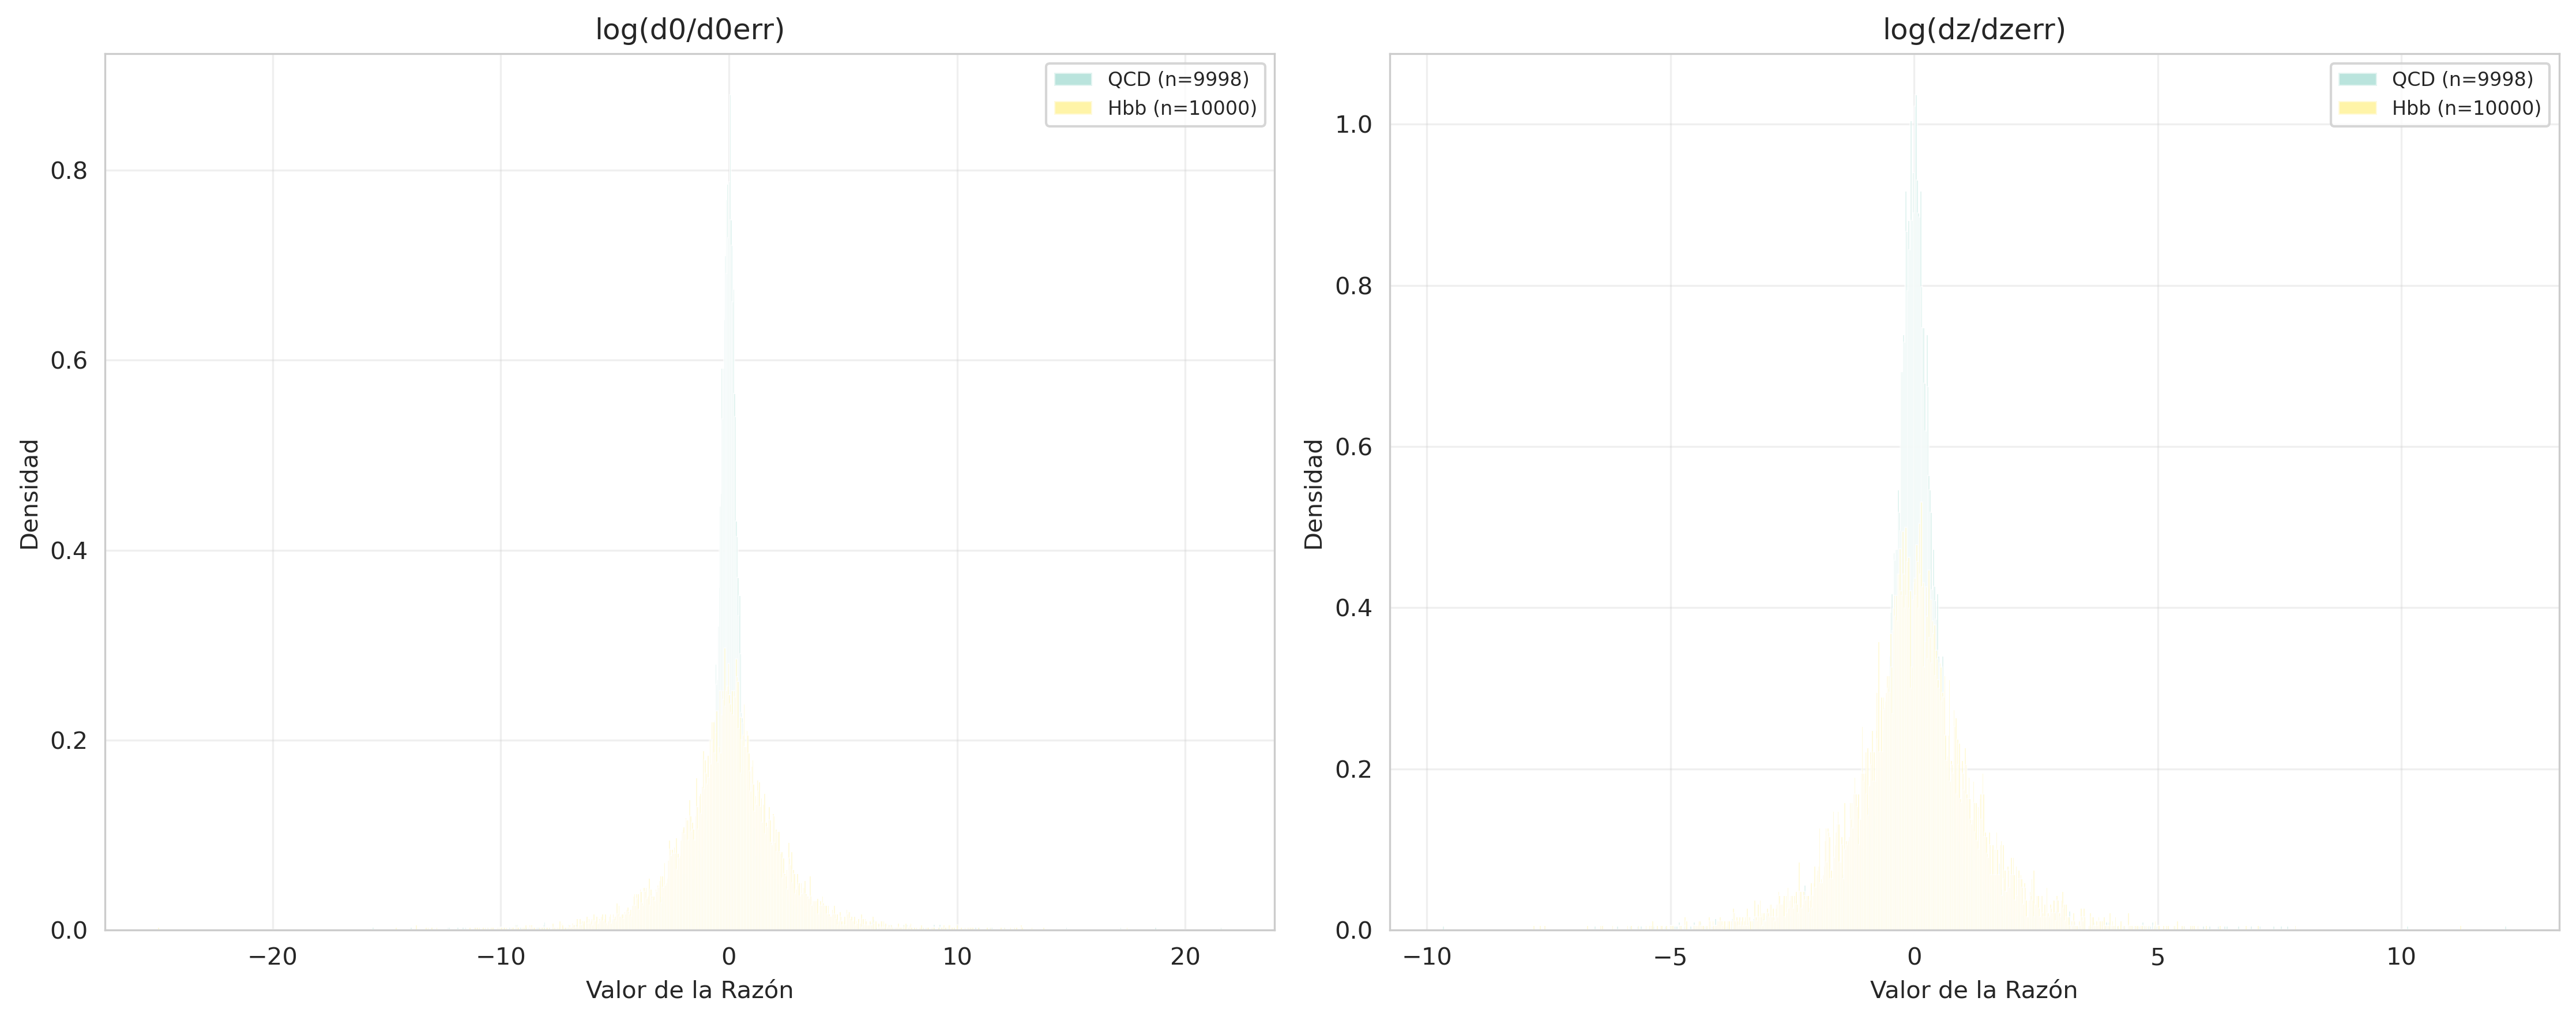 log(d0/d0err)
QCD (n=9998)
Hbb (n=10000)
0.8
0.6
0.4
0.2
0.0
Densidad
−20
−10
0
10
20
Valor de la Razón
log(dz/dzerr)
QCD (n=9998)
Hbb (n=10000)
1.0
0.8
0.6
0.4
0.2
0.0
Densidad
−10
−5
0
5
10
Valor de la Razón